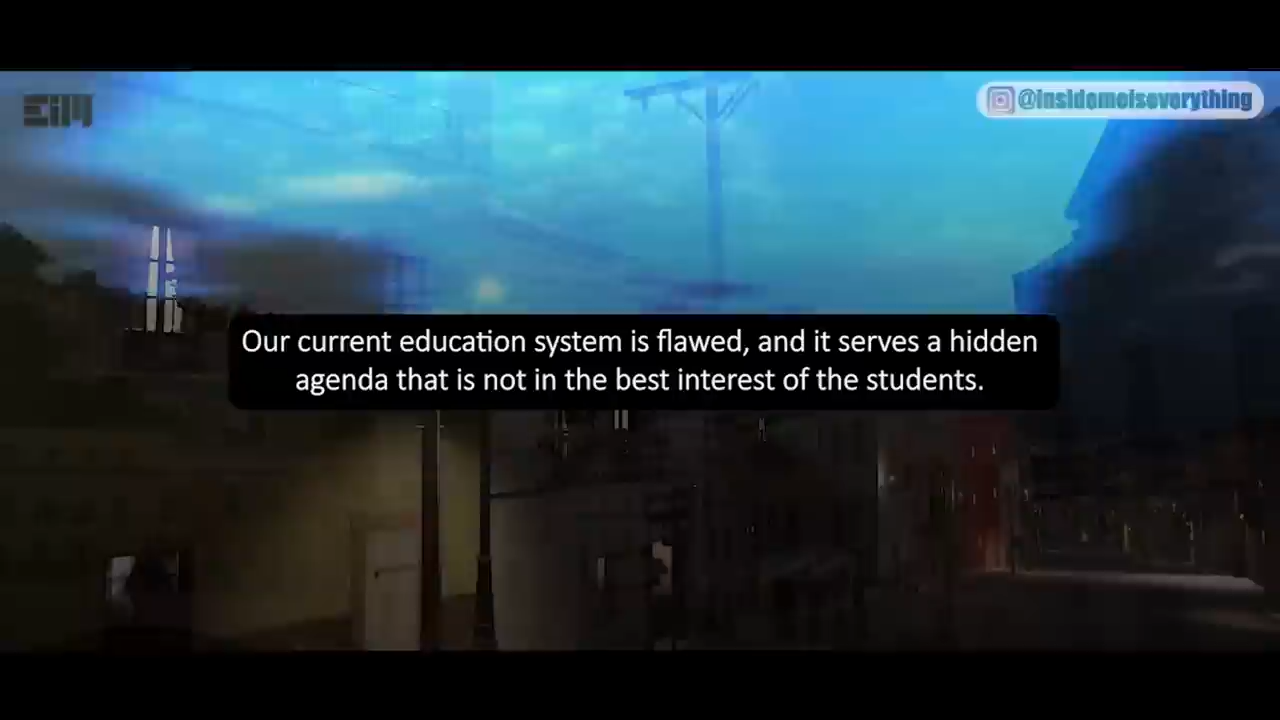 @insidemeiseverything
Our current education system is flawed, and it serves a hidden
agenda that is not in the best interest of the students.